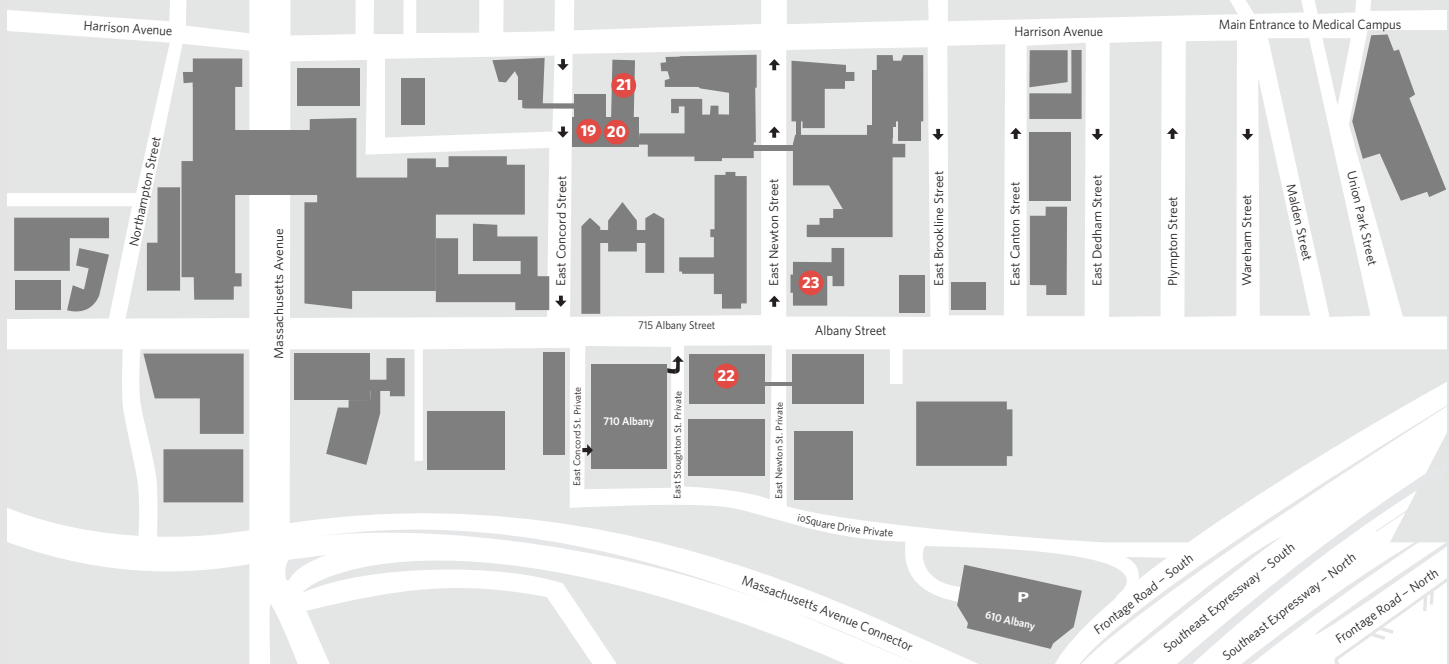 Harrison Avenue
Harrison Avenue
Main Entrance to Medical Campus
21
19
20
Northampton Street
Massachusetts Avenue
East Concord Street
East Newton Street
East Brookline Street
East Canton Street
East Dedham Street
Plympton Street
Wareham Street
Malden Street
Union Park Street
23
715 Albany Street
Albany Street
22
710 Albany
East Concord St. Private
East Stoughton St. Private
East Newton St. Private
ioSquare Drive Private
Massachusetts Avenue Connector
P
610 Albany
Frontage Road – South
Southeast Expressway – South
Southeast Expressway – North
Frontage Road – North